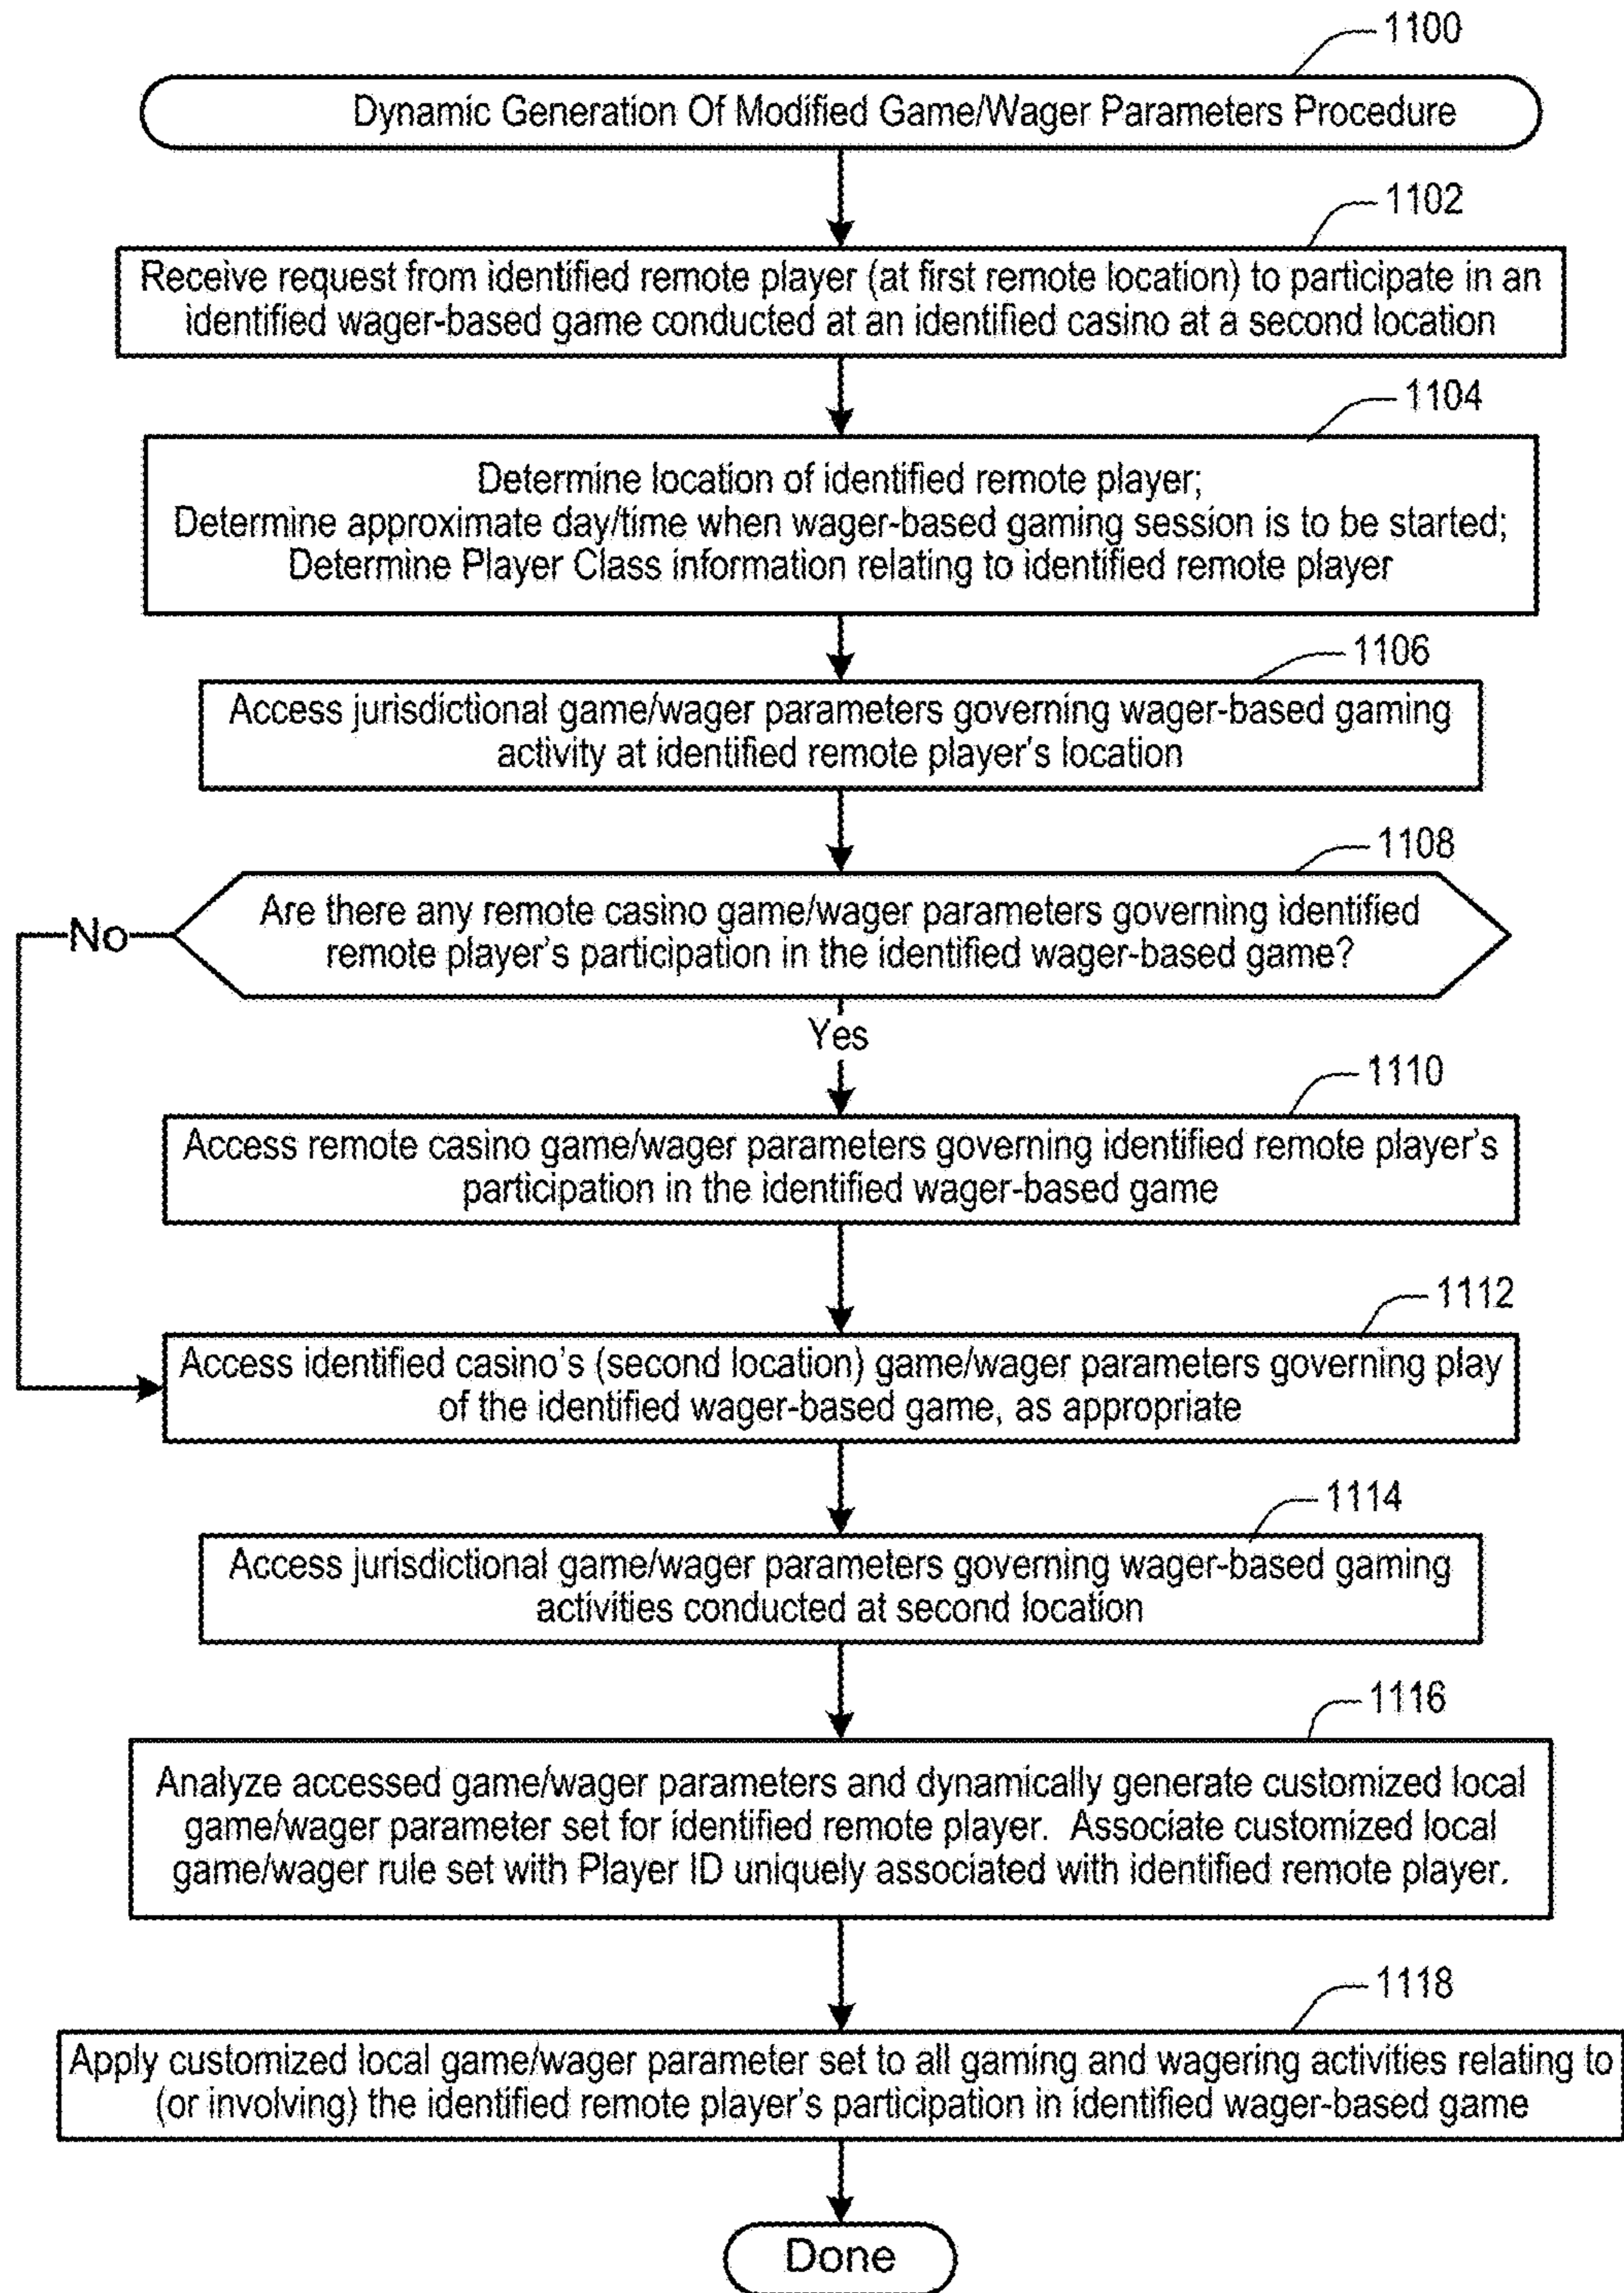 1100
Dynamic Generation Of Modified Game/Wager Parameters Procedure
1102
Receive request from identified remote player (at first remote location) to participate in an
identified wager-based game conducted at an identified casino at a second location
1104
Determine location of identified remote player;
Determine approximate day/time when wager-based gaming session is to be started;
Determine Player Class information relating to identified remote player
1106
Access jurisdictional game/wager parameters governing wager-based gaming
activity at identified remote player's location
1108
Are there any remote casino game/wager parameters governing identified
remote player's participation in the identified wager-based game?
No
Yes
1110
Access remote casino game/wager parameters governing identified remote player's
participation in the identified wager-based game
1112
Access identified casino's (second location) game/wager parameters governing play
of the identified wager-based game, as appropriate
1114
Access jurisdictional game/wager parameters governing wager-based gaming
activities conducted at second location
1116
Analyze accessed game/wager parameters and dynamically generate customized local
game/wager parameter set for identified remote player. Associate customized local
game/wager rule set with Player ID uniquely associated with identified remote player.
1118
Apply customized local game/wager parameter set to all gaming and wagering activities relating to
(or involving) the identified remote player's participation in identified wager-based game
Done